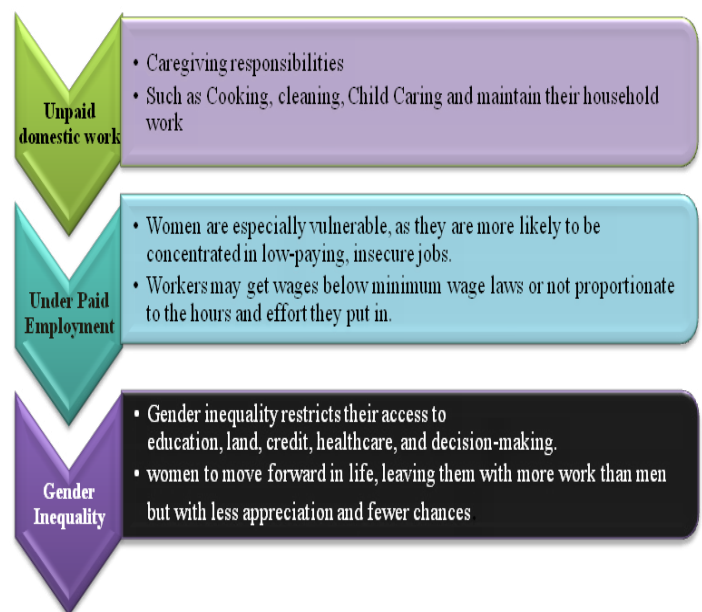 Unpaid
domestic work
• Caregiving responsibilities
• Such as Cooking, cleaning, Child Caring and maintain their household
work
Under Paid
Employment
• Women are especially vulnerable, as they are more likely to be
concentrated in low-paying, insecure jobs.
• Workers may get wages below minimum wage laws or not proportionate
to the hours and effort they put in.
Gender
Inequality
• Gender inequality restricts their access to
education, land, credit, healthcare, and decision-making.
• women to move forward in life, leaving them with more work than men
but with less appreciation and fewer chances.